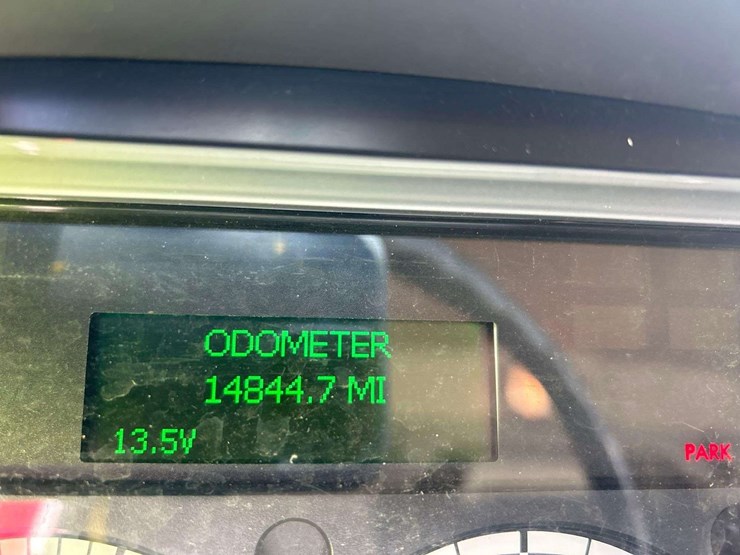 ODOMETER
14844.7 MI
13.5V
PARK